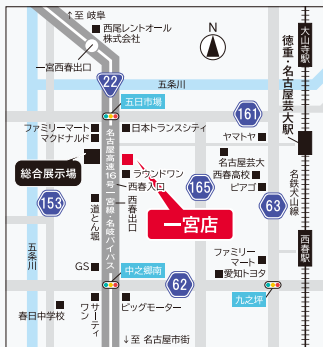 ↑至 岐阜
西尾レントオール
株式会社
N
大山寺駅
一宮西春出口
22
五条川
徳重・名古屋芸大駅
五日市場
161
ファミリーマート
マクドナルド
日本トランスシティ
ヤマトヤ
総合展示場
名古屋高速16号一宮線・名岐バイパス
ラウンドワン
西春入口
西春出口
名古屋芸大
西春高校
ピアゴ
名鉄犬山線
153
165
63
道とん堀
一宮店
西春駅
五条川
GS
中之郷南
ファミリー
マート
愛知トヨタ
62
九之坪
春日中学校
サーティ
ワン
ビッグモーター
↓至 名古屋市街